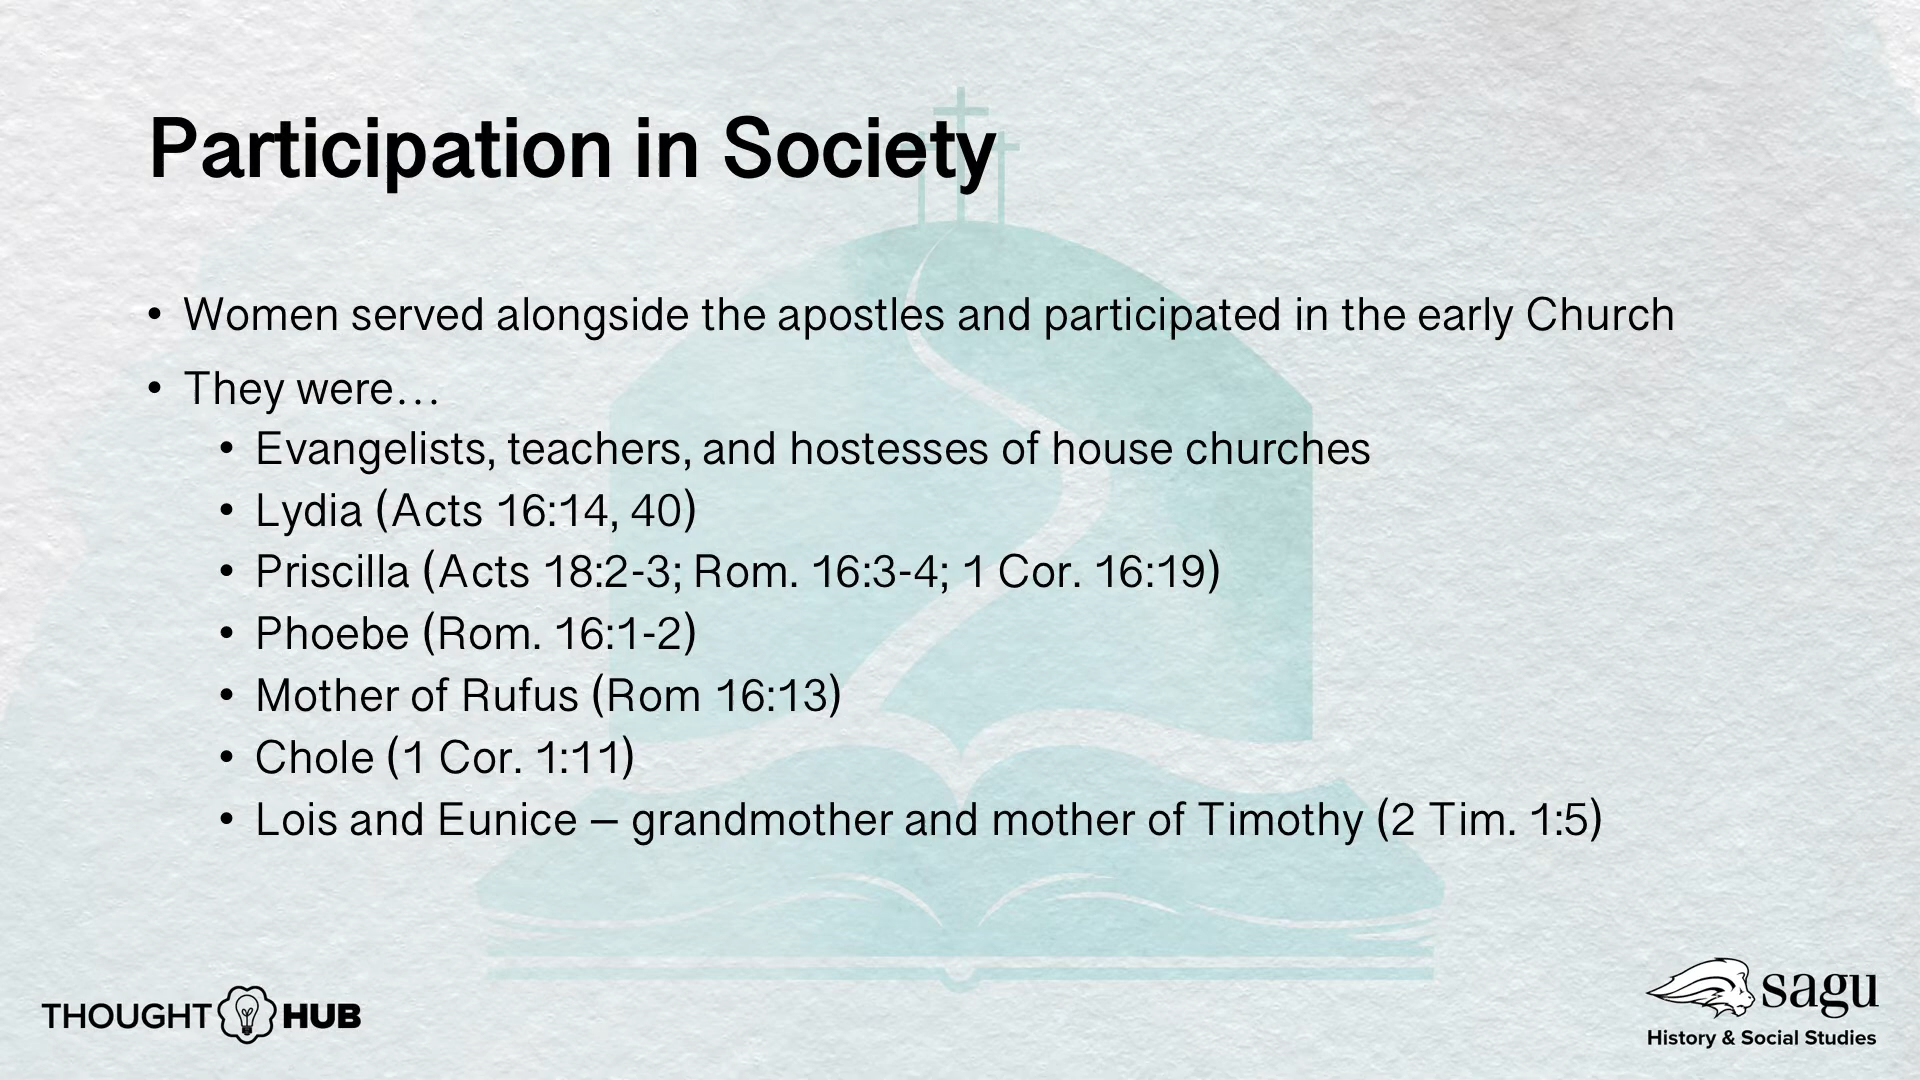 Participation in Society
• Women served alongside the apostles and participated in the early Church
• They were…
• Evangelists, teachers, and hostesses of house churches
• Lydia (Acts 16:14, 40)
• Priscilla (Acts 18:2-3; Rom. 16:3-4; 1 Cor. 16:19)
• Phoebe (Rom. 16:1-2)
• Mother of Rufus (Rom 16:13)
• Chole (1 Cor. 1:11)
• Lois and Eunice – grandmother and mother of Timothy (2 Tim. 1:5)
THOUGHT HUB
sagu
History & Social Studies